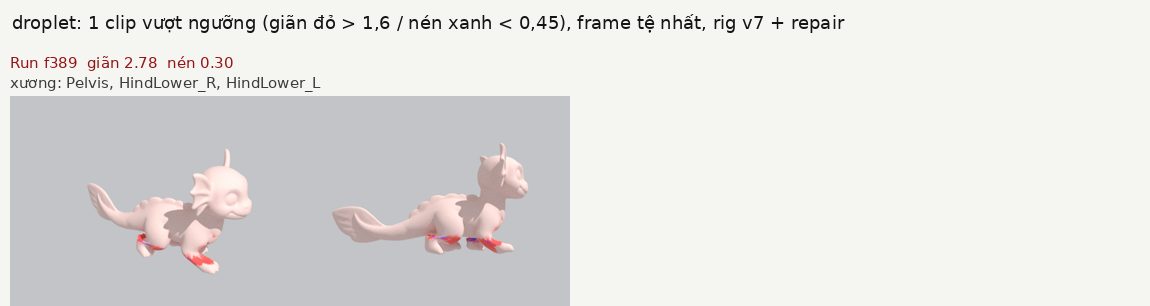 droplet: 1 clip vượt ngưỡng (giãn đỏ > 1,6 / nén xanh < 0,45), frame tệ nhất, rig v7 + repair
Run f389  giãn 2.78  nén 0.30
xương: Pelvis, HindLower_R, HindLower_L